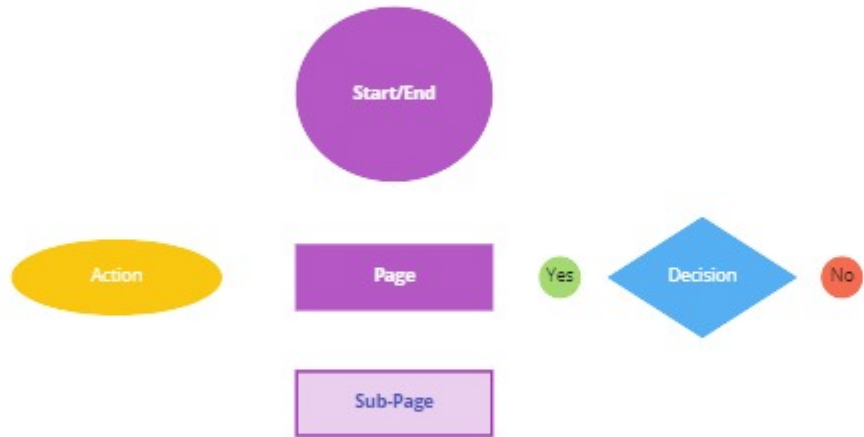 Start/End
Action
Page
Yes
Decision
No
Sub-Page